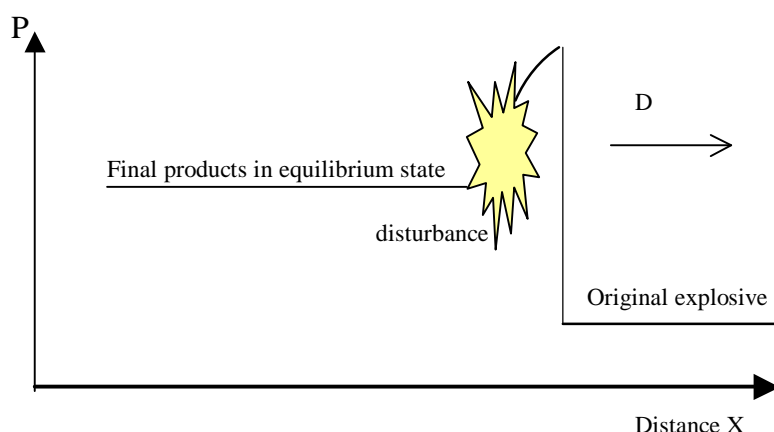 P
D
Final products in equilibrium state
disturbance
Original explosive
Distance X